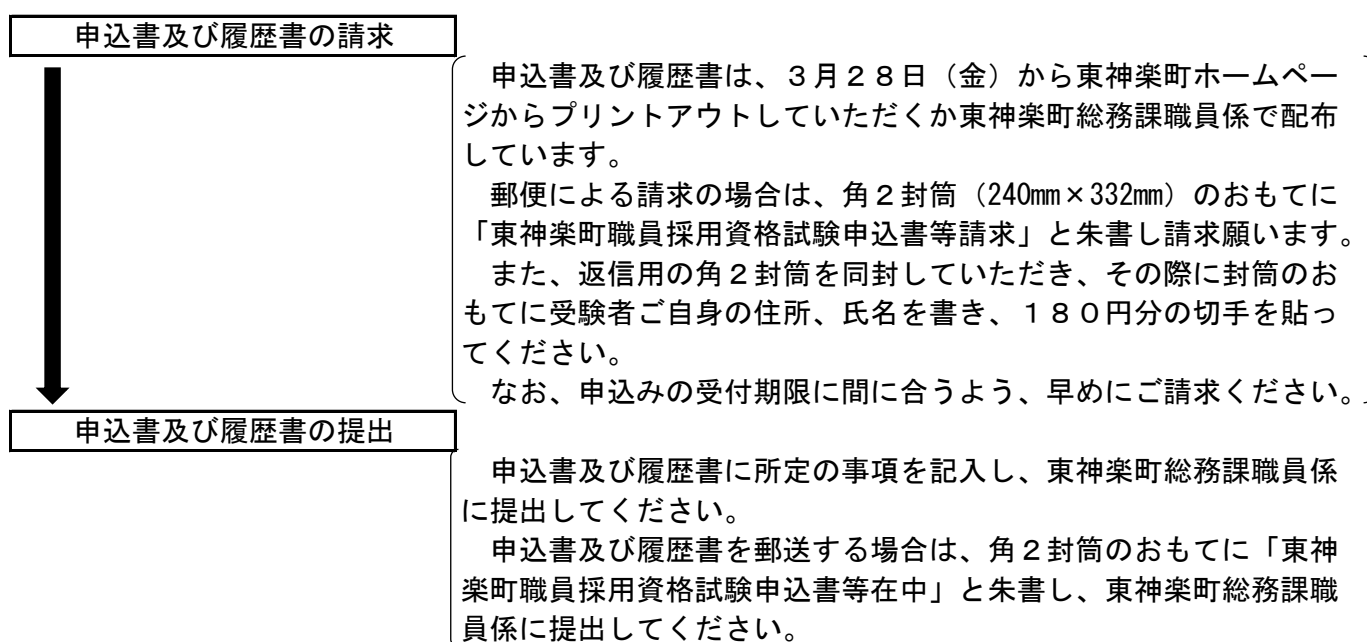 申込書及び履歴書の請求
申込書及び履歴書は、３月２８日（金）から東神楽町ホームペー
ジからプリントアウトしていただくか東神楽町総務課職員係で配布
しています。
郵便による請求の場合は、角２封筒（240㎜×332㎜）のおもてに
「東神楽町職員採用資格試験申込書等請求」と朱書し請求願います。
また、返信用の角２封筒を同封していただき、その際に封筒のお
もてに受験者ご自身の住所、氏名を書き、１８０円分の切手を貼っ
てください。
なお、申込みの受付期限に間に合うよう、早めにご請求ください。
申込書及び履歴書の提出
申込書及び履歴書に所定の事項を記入し、東神楽町総務課職員係
に提出してください。
申込書及び履歴書を郵送する場合は、角２封筒のおもてに「東神
楽町職員採用資格試験申込書等在中」と朱書し、東神楽町総務課職
員係に提出してください。